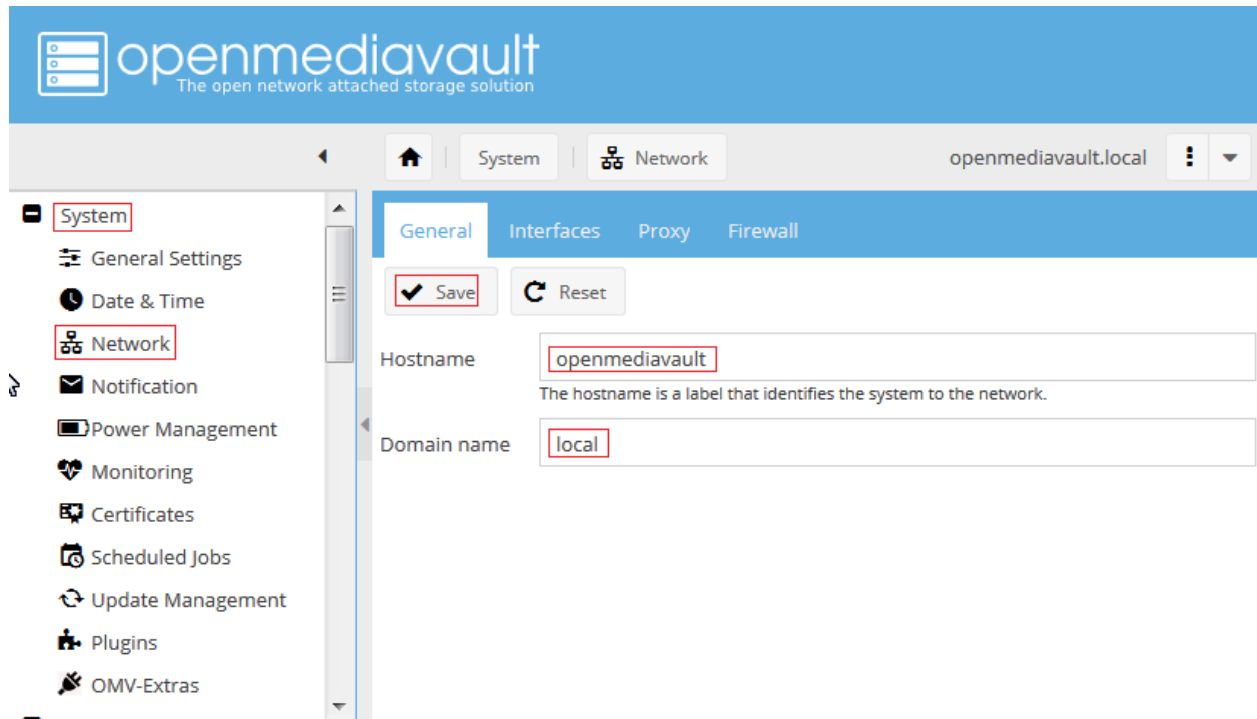 openmediavault
The open network attached storage solution
System Network openmediavault.local
System
General Settings
Date & Time
Network
Notification
Power Management
Monitoring
Certificates
Scheduled Jobs
Update Management
Plugins
OMV-Extras
General Interfaces Proxy Firewall
Save Reset
Hostname openmediavault
The hostname is a label that identifies the system to the network.
Domain name local